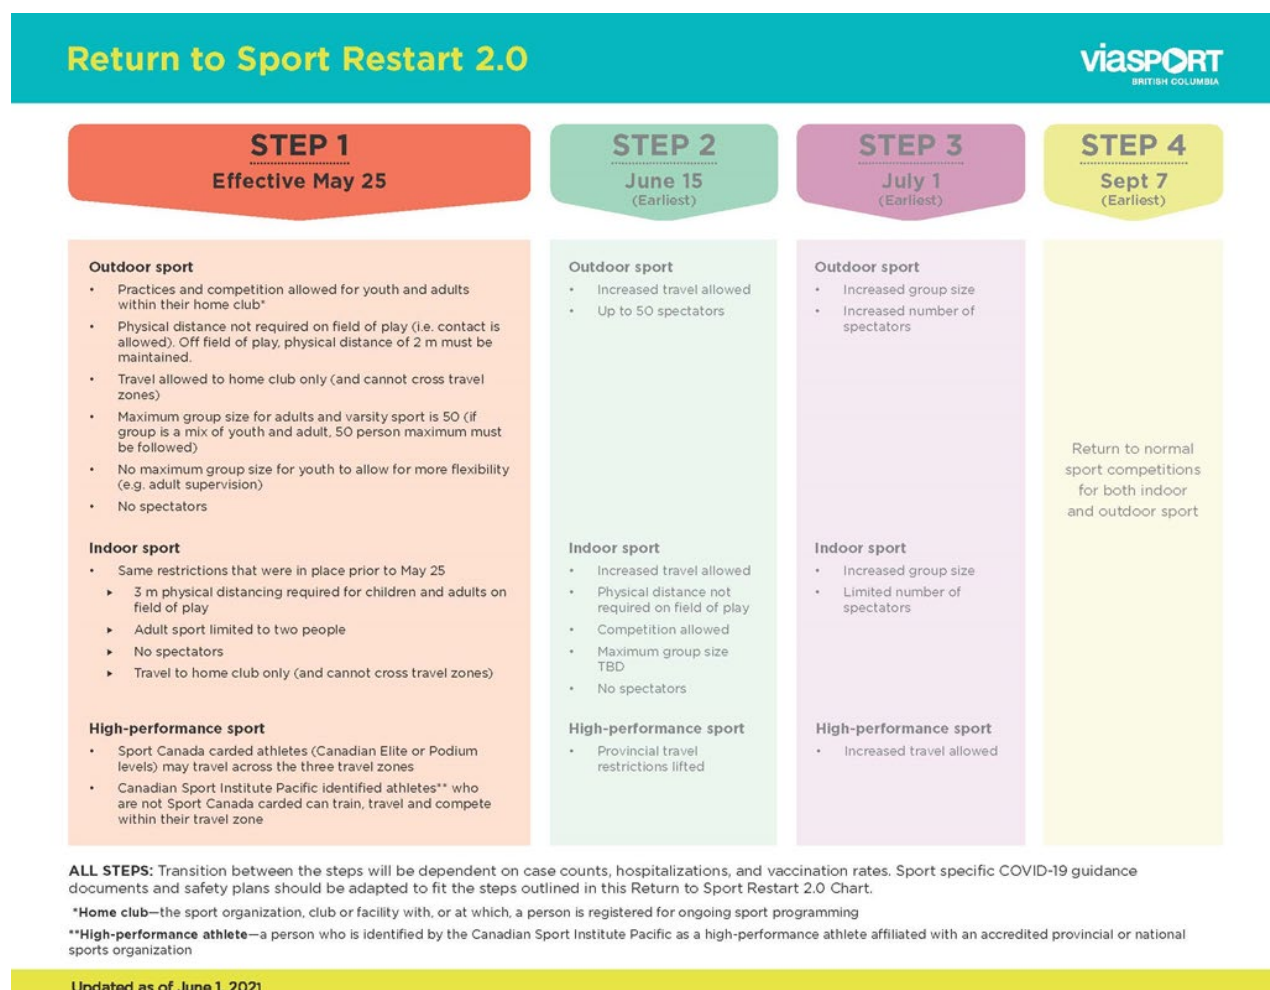 Return to Sport Restart 2.0
viaSPORT
BRITISH COLUMBIA
STEP 1
Effective May 25
STEP 2
June 15
(Earliest)
STEP 3
July 1
(Earliest)
STEP 4
Sept 7
(Earliest)
Outdoor sport
• Practices and competition allowed for youth and adults
within their home club*
• Physical distance not required on field of play (i.e. contact is
allowed). Off field of play, physical distance of 2 m must be
maintained.
• Travel allowed to home club only (and cannot cross travel
zones)
• Maximum group size for adults and varsity sport is 50 (if
group is a mix of youth and adult, 50 person maximum must
be followed)
• No maximum group size for youth to allow for more flexibility
(e.g. adult supervision)
• No spectators
Indoor sport
• Same restrictions that were in place prior to May 25
▸ 3 m physical distancing required for children and adults on
field of play
▸ Adult sport limited to two people
▸ No spectators
▸ Travel to home club only (and cannot cross travel zones)
High-performance sport
• Sport Canada carded athletes (Canadian Elite or Podium
levels) may travel across the three travel zones
• Canadian Sport Institute Pacific identified athletes** who
are not Sport Canada carded can train, travel and compete
within their travel zone
Outdoor sport
• Increased travel allowed
• Up to 50 spectators
Indoor sport
• Increased travel allowed
• Physical distance not
required on field of play
• Competition allowed
• Maximum group size
TBD
• No spectators
High-performance sport
• Provincial travel
restrictions lifted
Outdoor sport
• Increased group size
• Increased number of
spectators
Indoor sport
• Increased group size
• Limited number of
spectators
High-performance sport
• Increased travel allowed
Return to normal
sport competitions
for both indoor
and outdoor sport
ALL STEPS: Transition between the steps will be dependent on case counts, hospitalizations, and vaccination rates. Sport specific COVID-19 guidance
documents and safety plans should be adapted to fit the steps outlined in this Return to Sport Restart 2.0 Chart.
*Home club—the sport organization, club or facility with, or at which, a person is registered for ongoing sport programming
**High-performance athlete—a person who is identified by the Canadian Sport Institute Pacific as a high-performance athlete affiliated with an accredited provincial or national
sports organization
Updated as of June 1, 2021